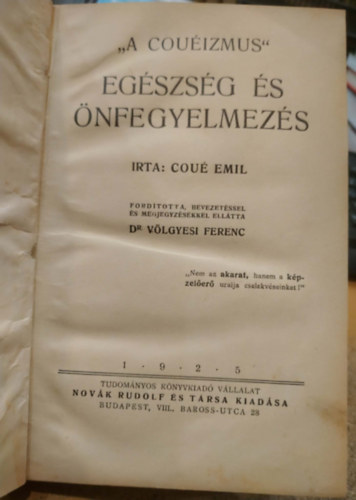 „A COUÉIZMUS“
EGÉSZSÉG ÉS
ÖNFEGYELMEZÉS
IRTA: COUÉ EMIL
FORDITOTTA, BEVEZETÉSSEL
ÉS MEGJEGYZÉSEKKEL ELLÁTTA
DR VÖLGYESI FERENC
„Nem az akarat, hanem a kép-
zelőerő uralja cselekvéseinket!“
1 · 9 · 2 · 5
TUDOMÁNYOS KÖNYVKIADÓ VÁLLALAT
NOVÁK RUDOLF ÉS TÁRSA KIADÁSA
BUDAPEST, VIII. BAROSS-UTCA 28